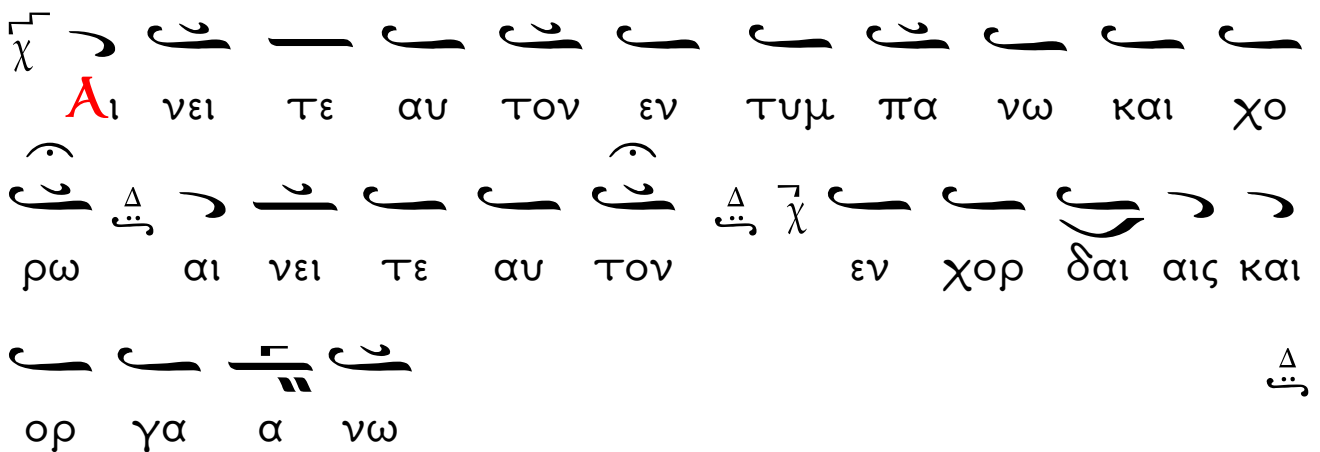 Αι νει τε αυ τον εν τυμ πα νω και χο
ρω αι νει τε αυ τον εν χορ δαι αις και
ορ γα α νω